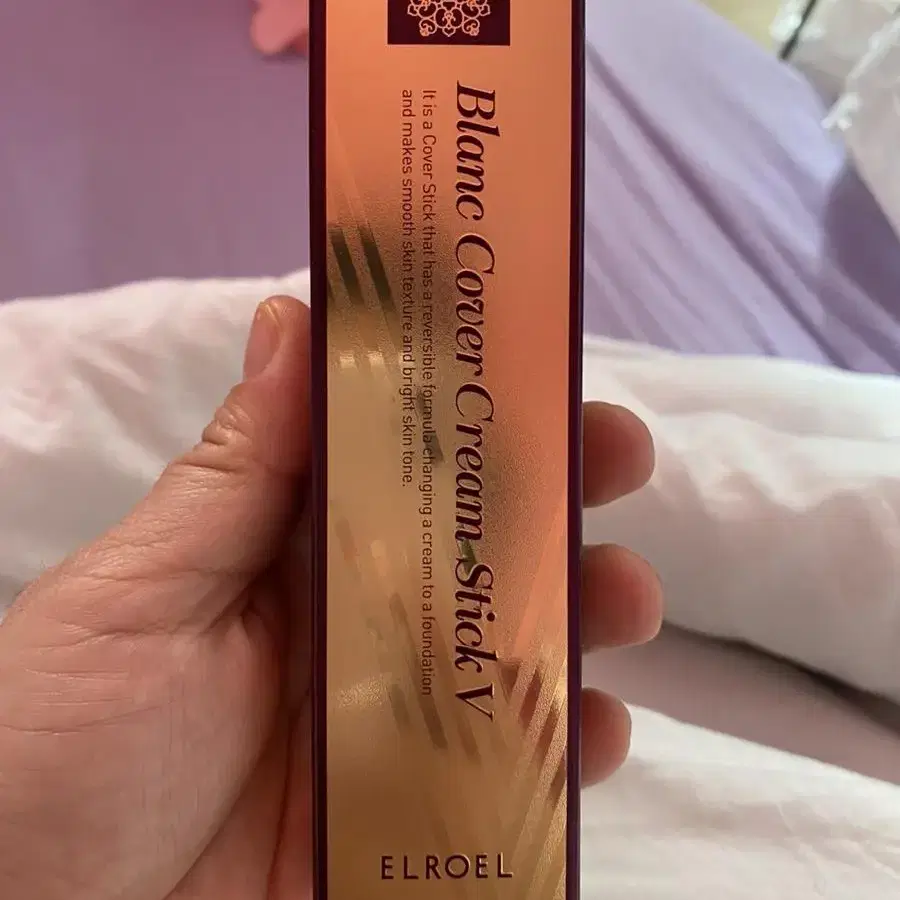 Blanc Cover Cream Stick V
It is a Cover Stick that has a reversible formula changing a cream to a foundation
and makes smooth skin texture and bright skin tone.
ELROEL